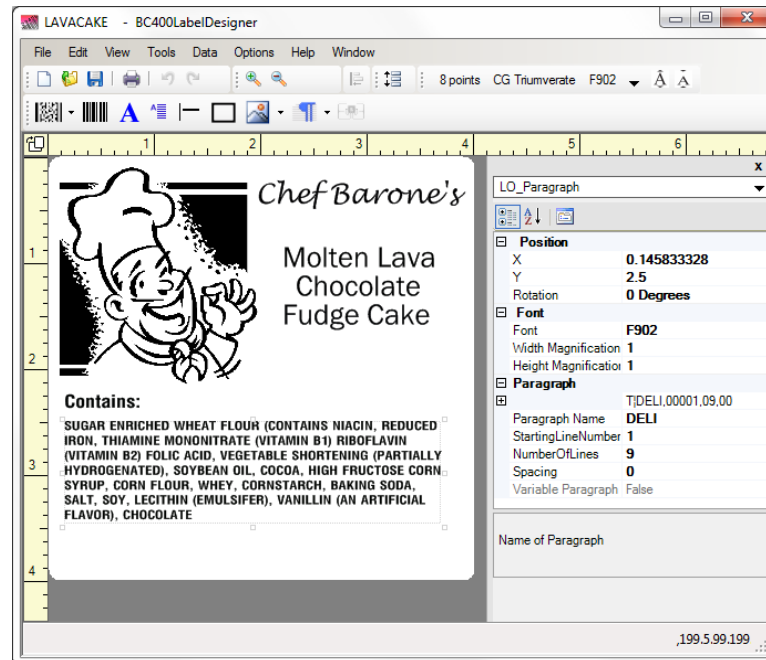 LAVACAKE - BC400LabelDesigner
File Edit View Tools Data Options Help Window
8 points CG Triumverate F902
1 2 3 4 5 6
LO_Paragraph
Position
X 0.145833328
Y 2.5
Rotation 0 Degrees
Font
Font F902
Width Magnification 1
Height Magnification 1
Paragraph
T|DELI,00001,09,00
Paragraph Name DELI
StartingLineNumber 1
NumberOfLines 9
Spacing 0
Variable Paragraph False
Name of Paragraph
1
2
3
4
Chef Barone's
Molten Lava
Chocolate
Fudge Cake
Contains:
SUGAR ENRICHED WHEAT FLOUR (CONTAINS NIACIN, REDUCED
IRON, THIAMINE MONONITRATE (VITAMIN B1) RIBOFLAVIN
(VITAMIN B2) FOLIC ACID, VEGETABLE SHORTENING (PARTIALLY
HYDROGENATED), SOYBEAN OIL, COCOA, HIGH FRUCTOSE CORN
SYRUP, CORN FLOUR, WHEY, CORNSTARCH, BAKING SODA,
SALT, SOY, LECITHIN (EMULSIFER), VANILLIN (AN ARTIFICIAL
FLAVOR), CHOCOLATE
,199.5.99.199